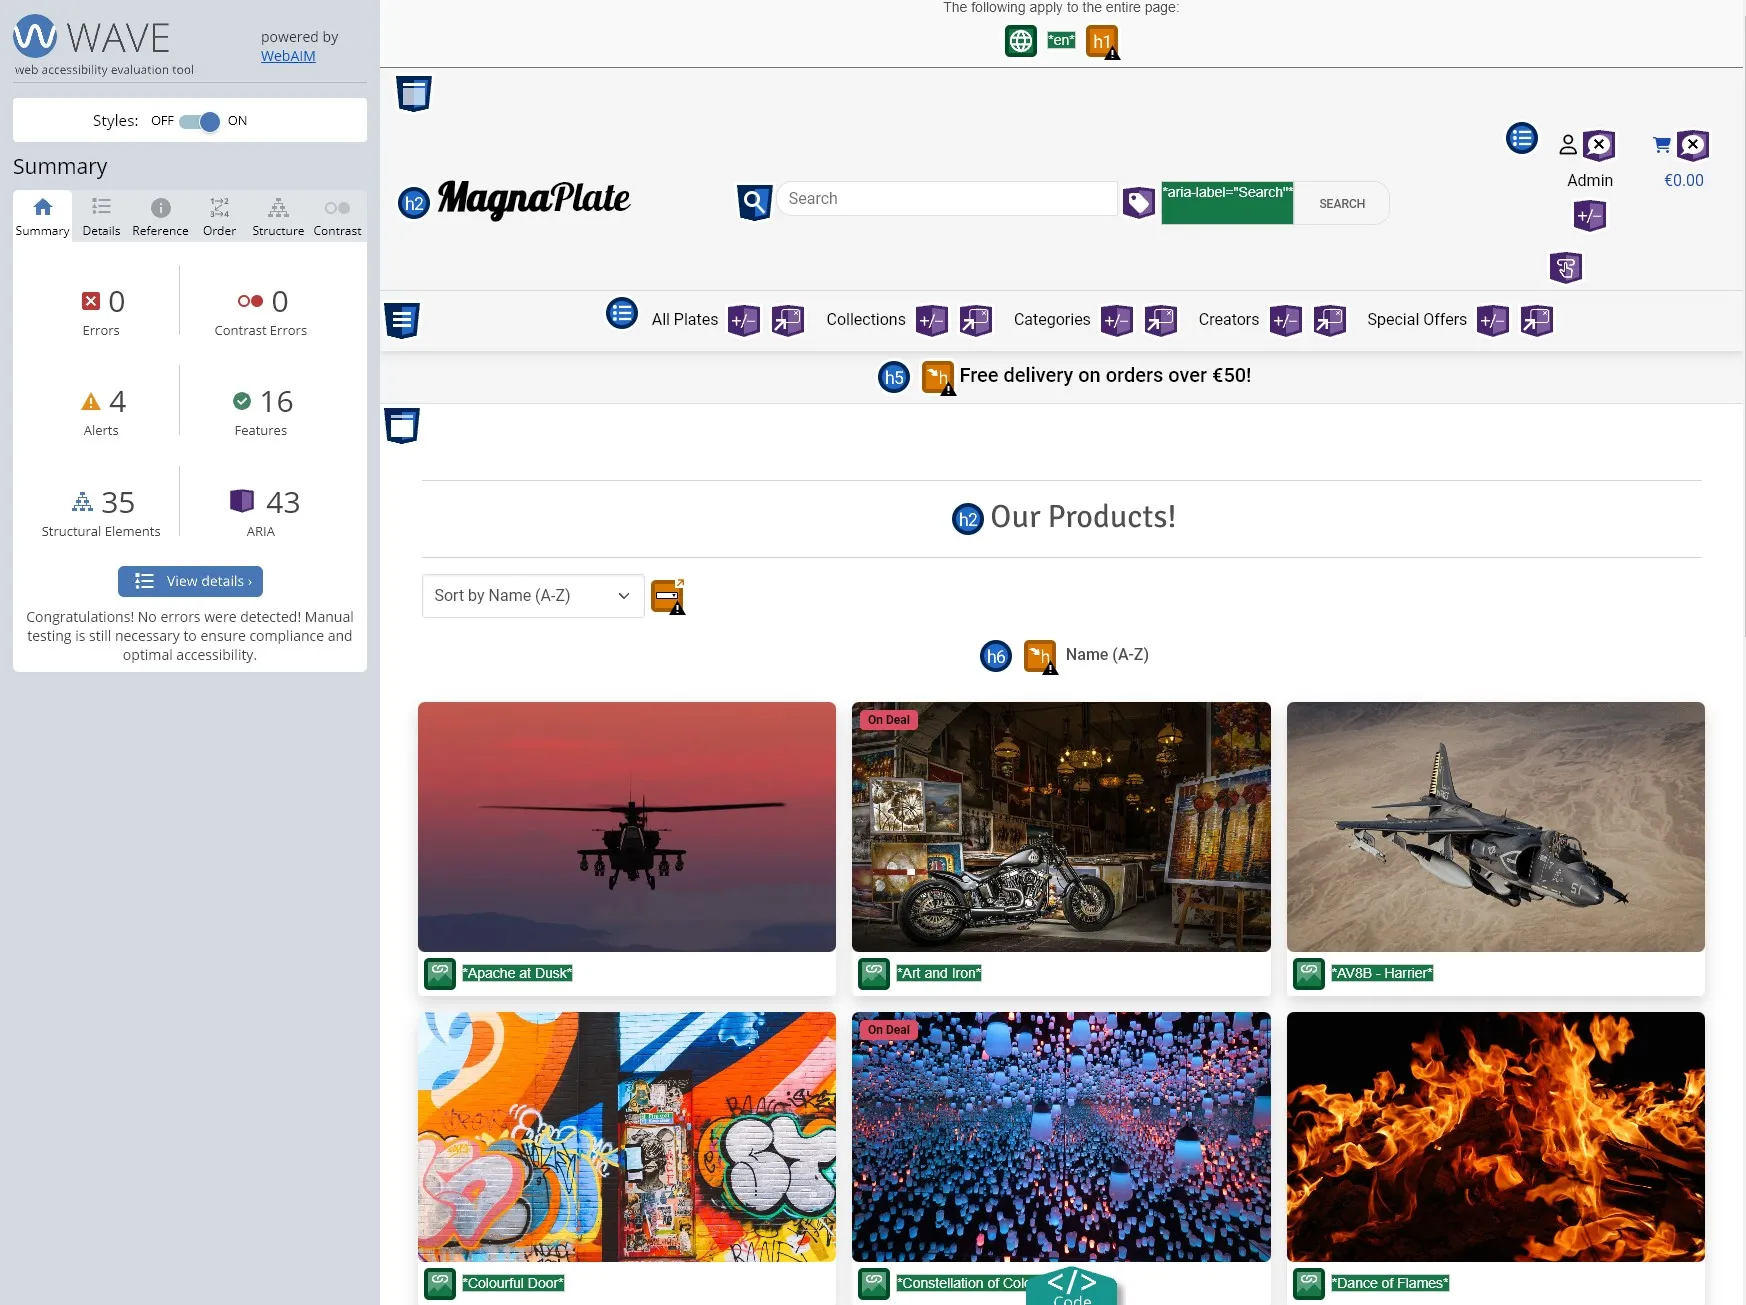 WAVE
web accessibility evaluation tool
powered by
WebAIM
Styles: OFF ON
Summary
Summary Details Reference Order Structure Contrast
0 0
Errors Contrast Errors
4 16
Alerts Features
35 43
Structural Elements ARIA
View details ›
Congratulations! No errors were detected! Manual
testing is still necessary to ensure compliance and
optimal accessibility.
The following apply to the entire page:
*en* h1
h2 MagnaPlate
Search
*aria-label="Search"*
SEARCH
Admin
€0.00
+/-
All Plates +/- Collections +/- Categories +/- Creators +/- Special Offers +/-
h5 h Free delivery on orders over €50!
h2 Our Products!
Sort by Name (A-Z)
h6 h Name (A-Z)
On Deal
*Apache at Dusk* *Art and Iron* *AV8B - Harrier*
On Deal
*Colourful Door* *Constellation of Col *Dance of Flames*
</> Code